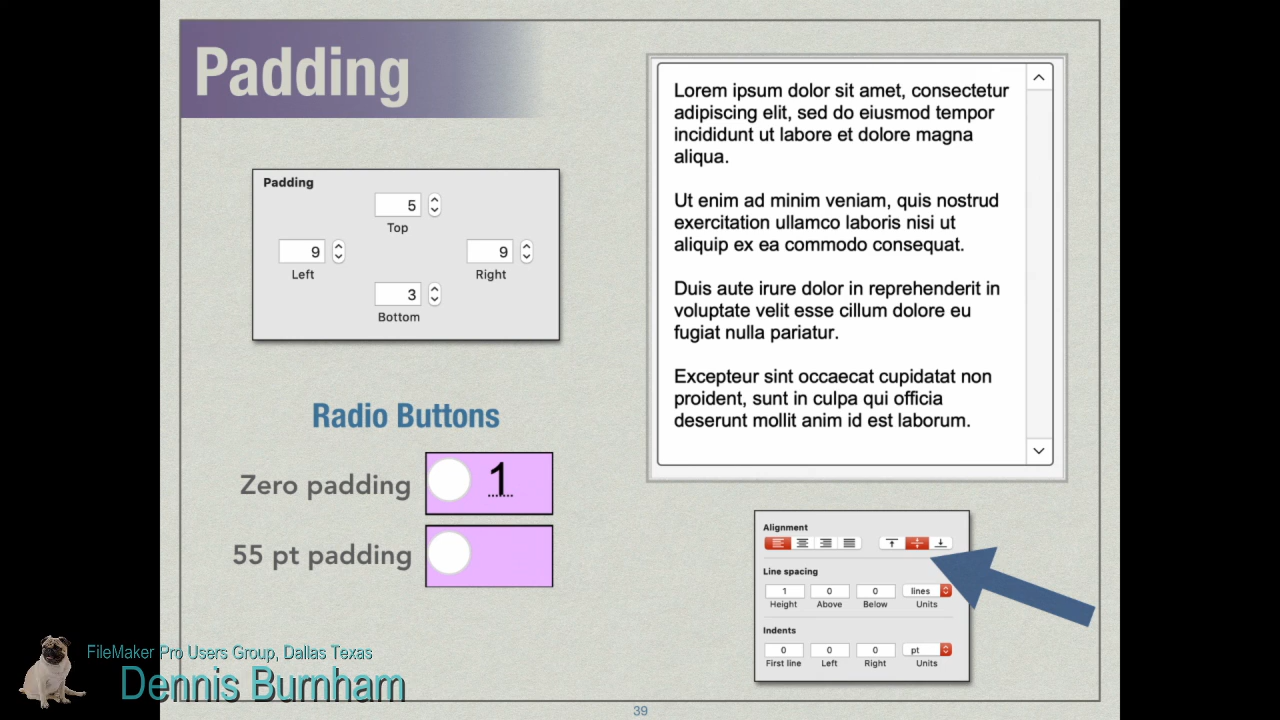 Padding
Padding
5
Top
9
9
Left
Right
3
Bottom
Radio Buttons
Zero padding
1
55 pt padding
Lorem ipsum dolor sit amet, consectetur
adipiscing elit, sed do eiusmod tempor
incididunt ut labore et dolore magna
aliqua.
Ut enim ad minim veniam, quis nostrud
exercitation ullamco laboris nisi ut
aliquip ex ea commodo consequat.
Duis aute irure dolor in reprehenderit in
voluptate velit esse cillum dolore eu
fugiat nulla pariatur.
Excepteur sint occaecat cupidatat non
proident, sunt in culpa qui officia
deserunt mollit anim id est laborum.
Alignment
Line spacing
1 0 0 lines
Height Above Below Units
Indents
0 0 0 pt
First line Left Right Units
FileMaker Pro Users Group, Dallas Texas
Dennis Burnham
39